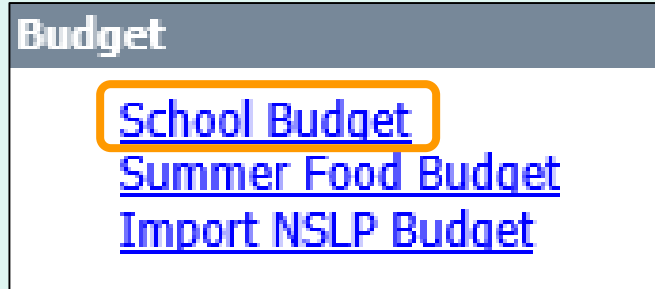 Budget
School Budget
Summer Food Budget
Import NSLP Budget